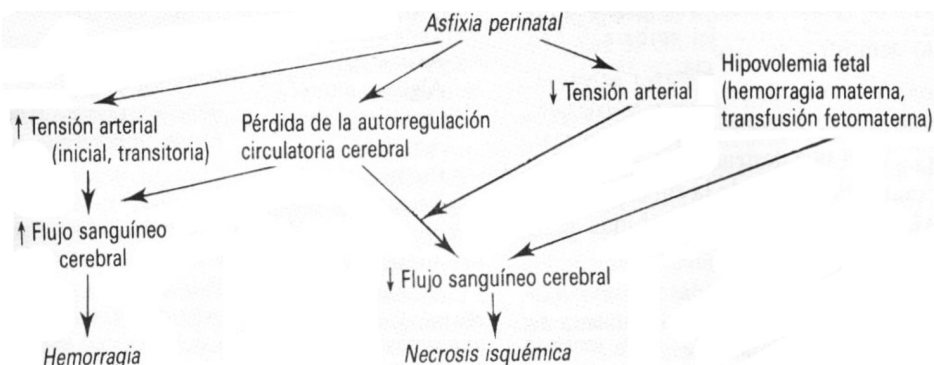 Asfixia perinatal
↑ Tensión arterial
(inicial, transitoria)
Pérdida de la autorregulación
circulatoria cerebral
↓ Tensión arterial
Hipovolemia fetal
(hemorragia materna,
transfusión fetomaterna)
↑ Flujo sanguíneo
cerebral
↓ Flujo sanguíneo cerebral
Hemorragia
Necrosis isquémica